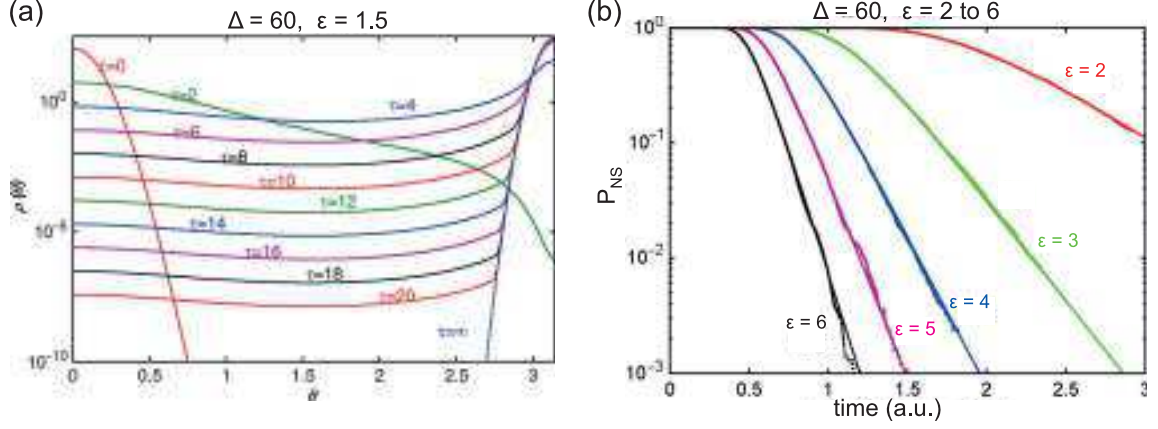 (a)
Δ = 60, ε = 1.5
τ=0
τ=2
τ=4
τ=6
τ=8
τ=10
τ=12
τ=14
τ=16
τ=18
τ=20
10⁰
10⁻⁵
10⁻¹⁰
0
0.5
1
1.5
2
2.5
3
θ
(b)
Δ = 60, ε = 2 to 6
10⁰
10⁻¹
10⁻²
10⁻³
P_NS
ε = 2
ε = 3
ε = 4
ε = 5
ε = 6
0
0.5
1
1.5
2
2.5
3
time (a.u.)